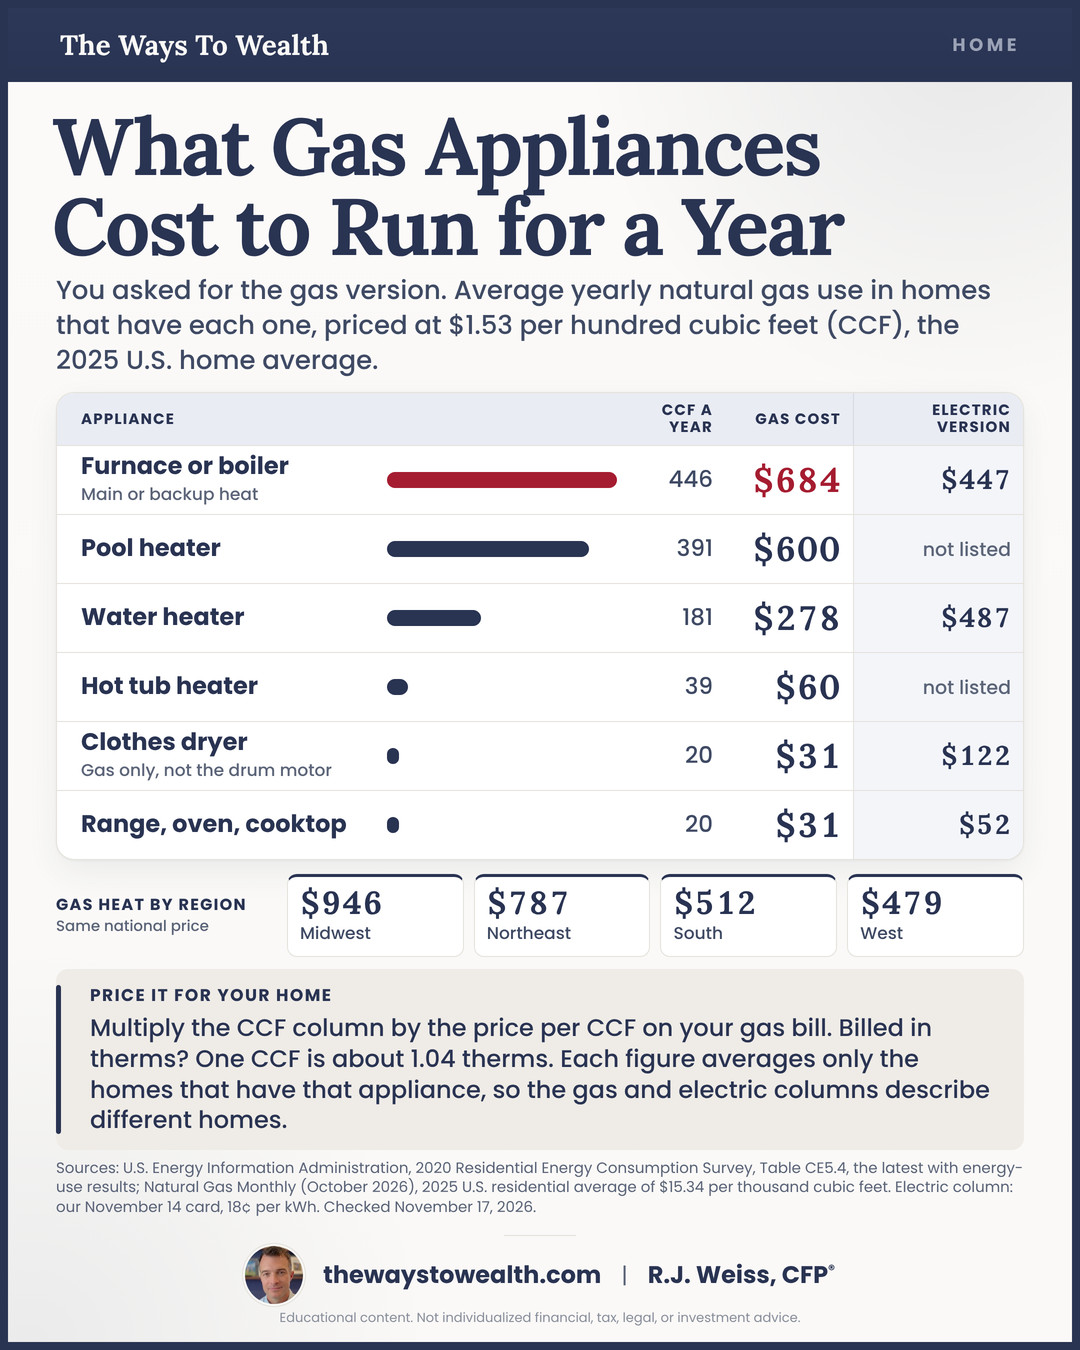 The Ways To Wealth
HOME
What Gas Appliances
Cost to Run for a Year
You asked for the gas version. Average yearly natural gas use in homes
that have each one, priced at $1.53 per hundred cubic feet (CCF), the
2025 U.S. home average.
APPLIANCE
CCF A
YEAR
GAS COST
ELECTRIC
VERSION
Furnace or boiler
Main or backup heat
446
$684
$447
Pool heater
391
$600
not listed
Water heater
181
$278
$487
Hot tub heater
39
$60
not listed
Clothes dryer
Gas only, not the drum motor
20
$31
$122
Range, oven, cooktop
20
$31
$52
GAS HEAT BY REGION
Same national price
$946
Midwest
$787
Northeast
$512
South
$479
West
PRICE IT FOR YOUR HOME
Multiply the CCF column by the price per CCF on your gas bill. Billed in
therms? One CCF is about 1.04 therms. Each figure averages only the
homes that have that appliance, so the gas and electric columns describe
different homes.
Sources: U.S. Energy Information Administration, 2020 Residential Energy Consumption Survey, Table CE5.4, the latest with energy-
use results; Natural Gas Monthly (October 2026), 2025 U.S. residential average of $15.34 per thousand cubic feet. Electric column:
our November 14 card, 18¢ per kWh. Checked November 17, 2026.
thewaystowealth.com | R.J. Weiss, CFP®
Educational content. Not individualized financial, tax, legal, or investment advice.